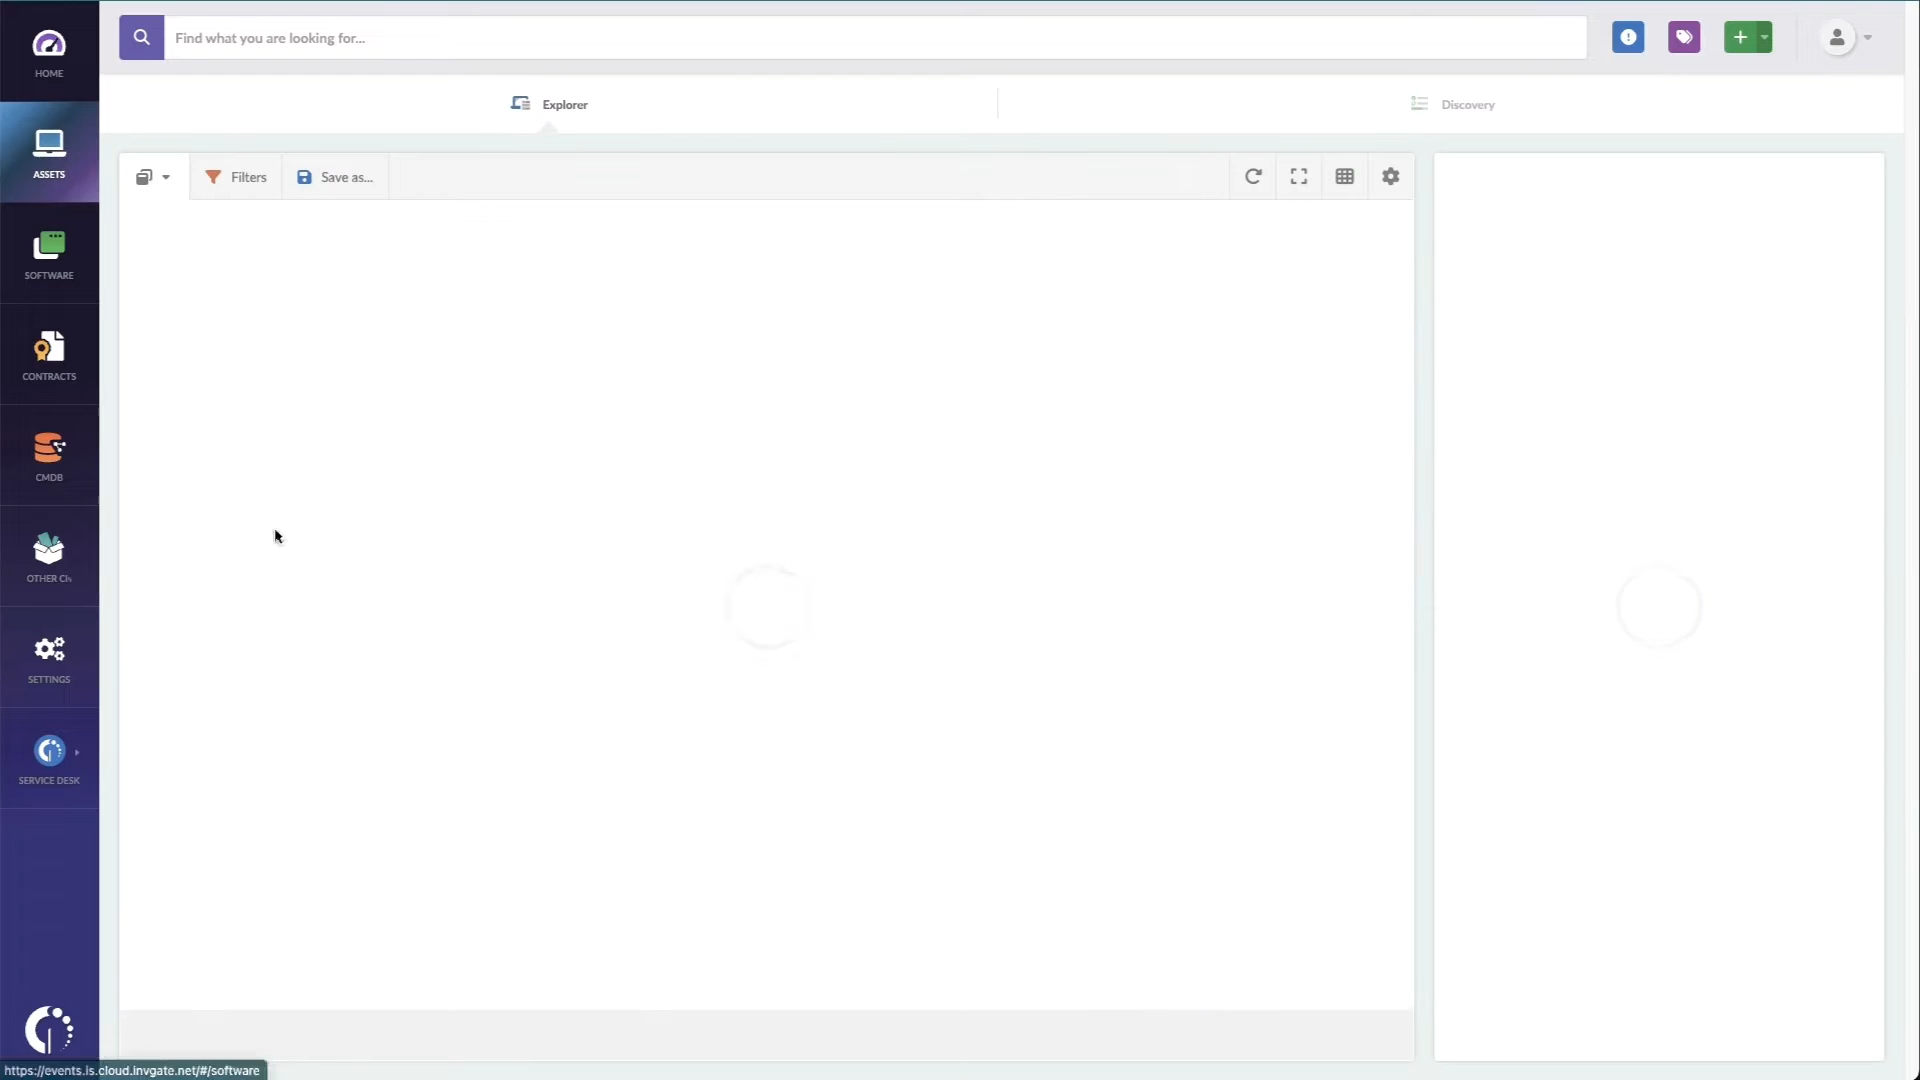 HOME
Find what you are looking for...
Explorer
Discovery
ASSETS
Filters
Save as...
SOFTWARE
CONTRACTS
CMDB
OTHER CIs
SETTINGS
SERVICE DESK
https://events.is.cloud.invgate.net/#/software